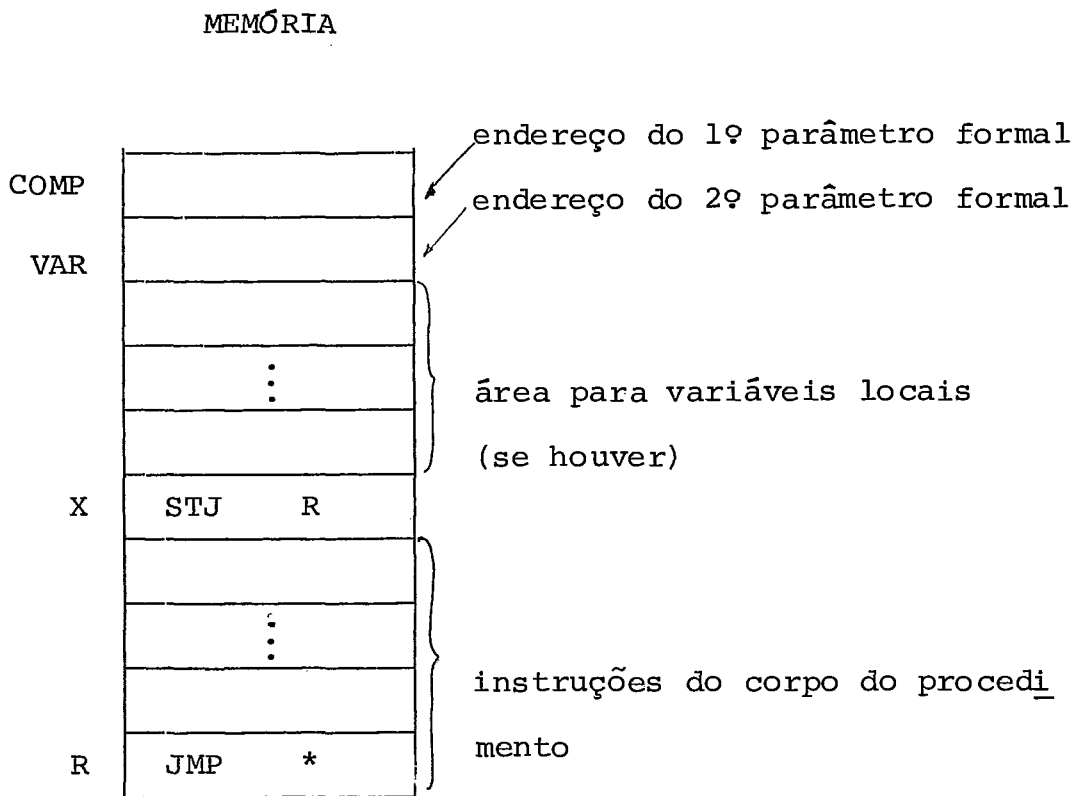 MEMÓRIA
endereço do 1º parâmetro formal
COMP
endereço do 2º parâmetro formal
VAR
área para variáveis locais
(se houver)
X STJ R
instruções do corpo do procedi
mento
R JMP *